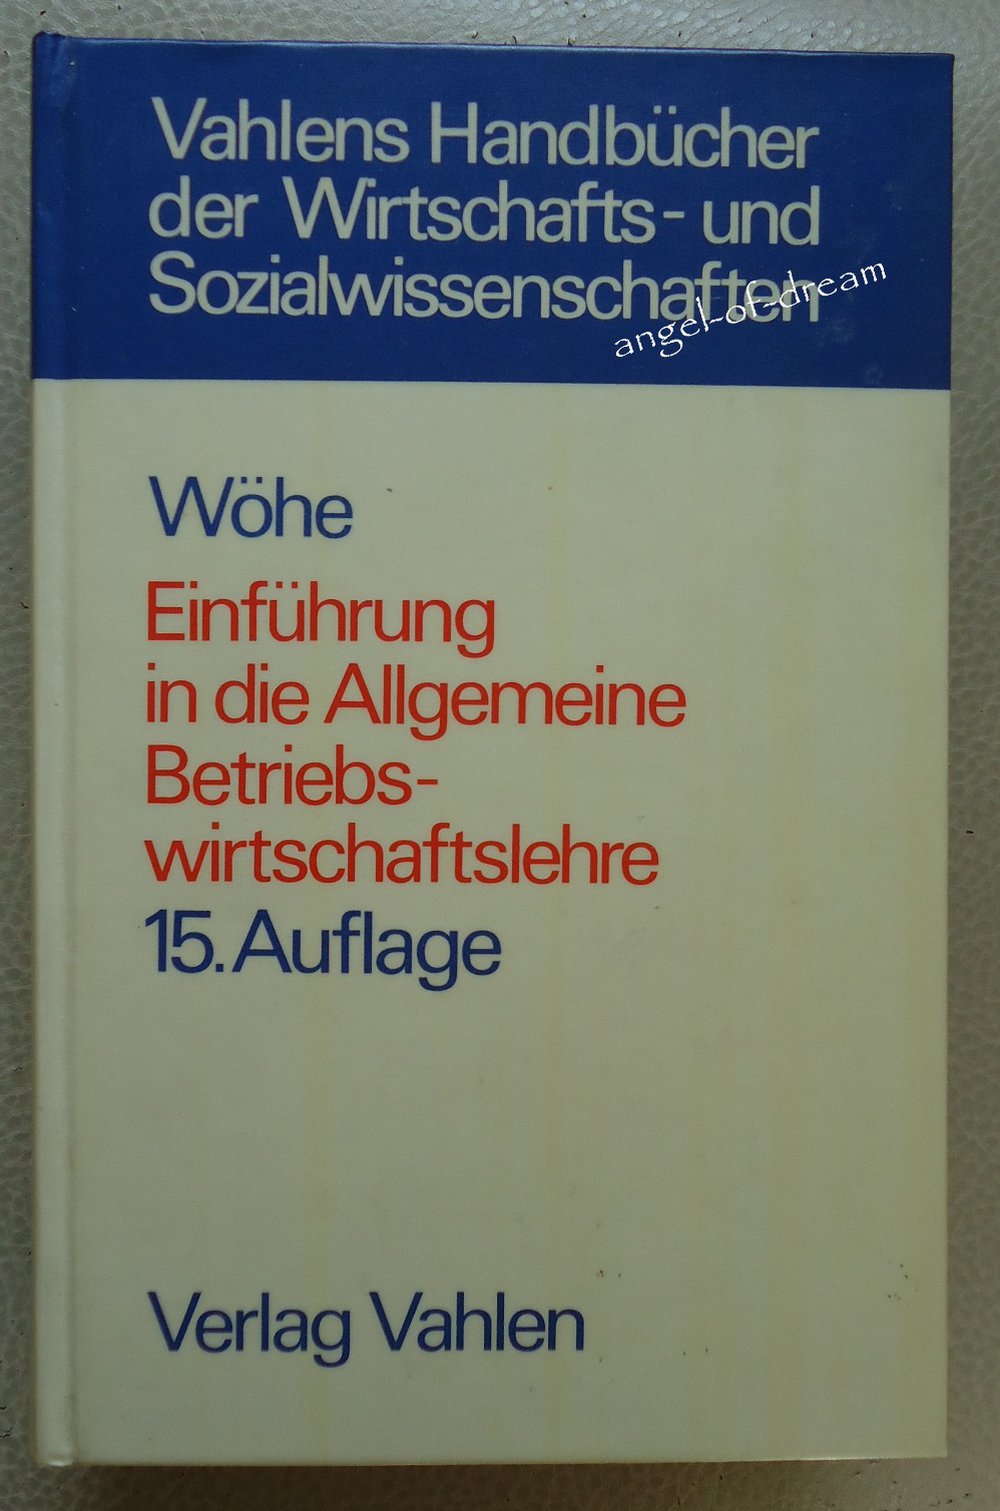 Vahlens Handbücher
der Wirtschafts- und
Sozialwissenschaften
angel-of-dream
Wöhe
Einführung
in die Allgemeine
Betriebs-
wirtschaftslehre
15. Auflage
Verlag Vahlen